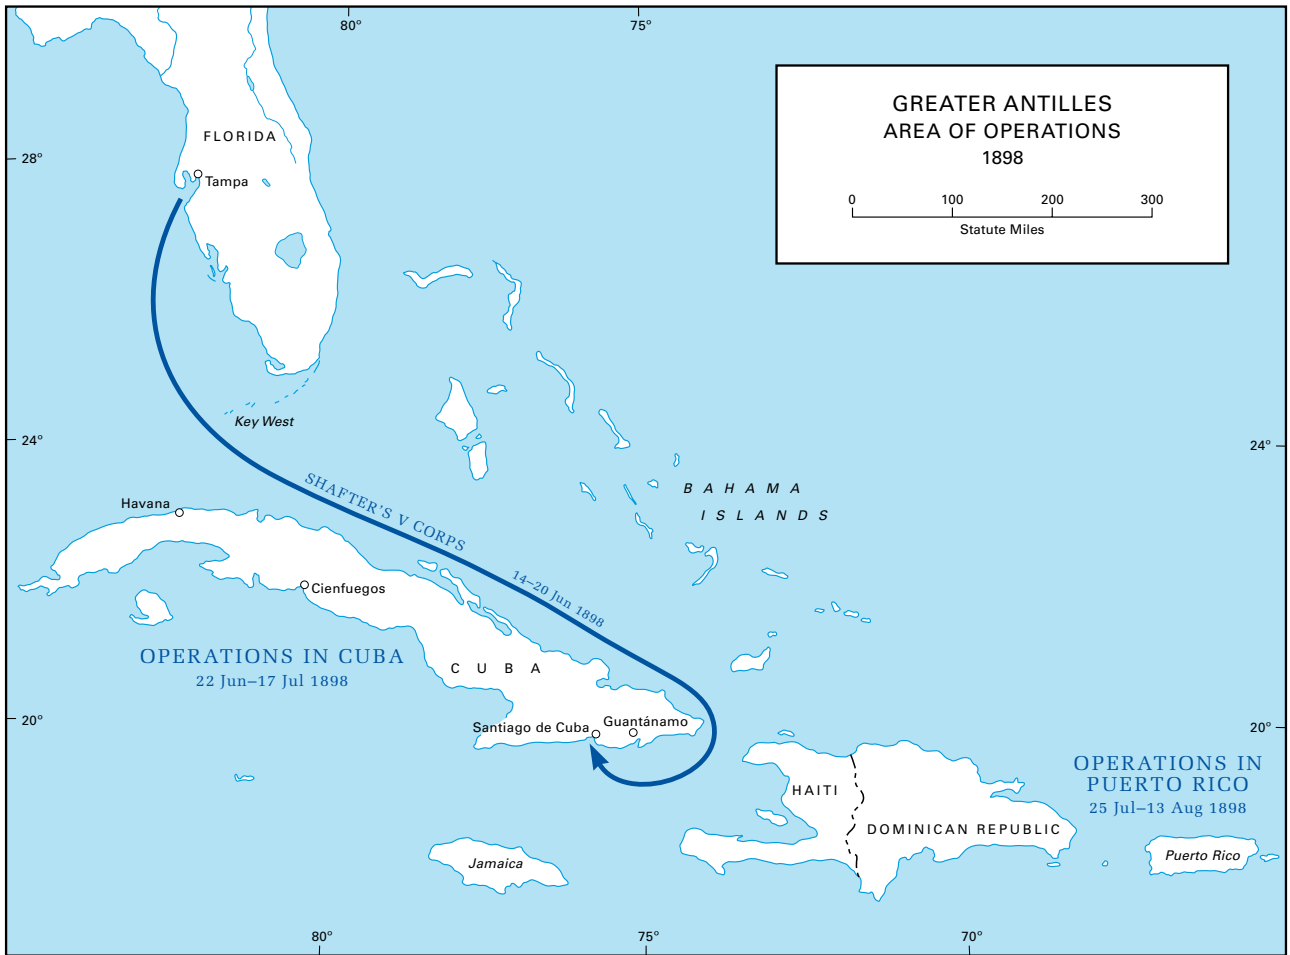 80°
75°
GREATER ANTILLES
AREA OF OPERATIONS
1898
0 100 200 300
Statute Miles
FLORIDA
28°
Tampa
Key West
24°
24°
SHAFTER'S V CORPS
14–20 Jun 1898
BAHAMA
ISLANDS
Havana
Cienfuegos
OPERATIONS IN CUBA
22 Jun–17 Jul 1898
CUBA
20°
20°
Santiago de Cuba
Guantánamo
OPERATIONS IN
PUERTO RICO
25 Jul–13 Aug 1898
HAITI
DOMINICAN REPUBLIC
Jamaica
Puerto Rico
80°
75°
70°